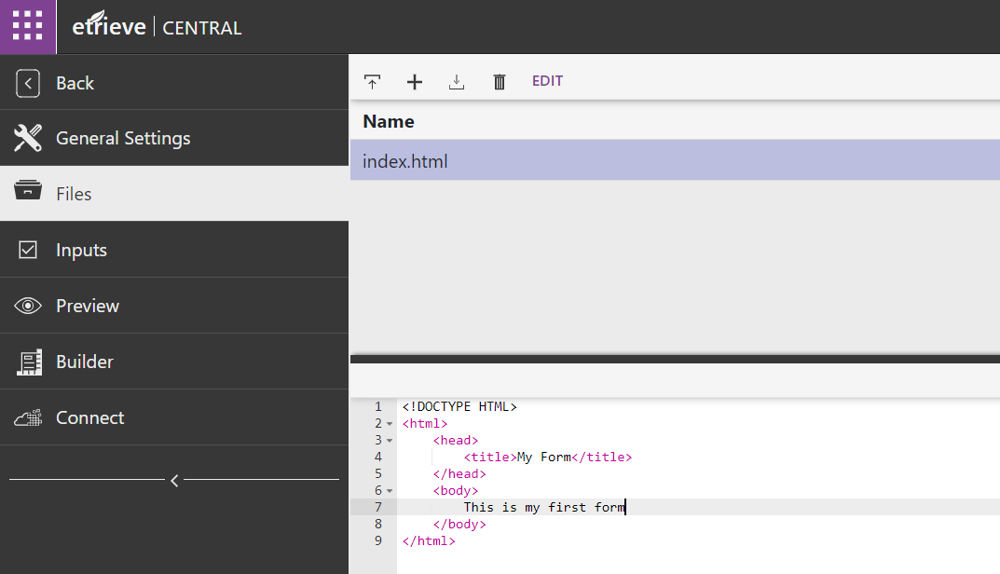 etrieve CENTRAL
Back
General Settings
Files
Inputs
Preview
Builder
Connect
EDIT
Name
index.html
1 <!DOCTYPE HTML>
2 <html>
3 <head>
4 <title>My Form</title>
5 </head>
6 <body>
7 This is my first form
8 </body>
9 </html>